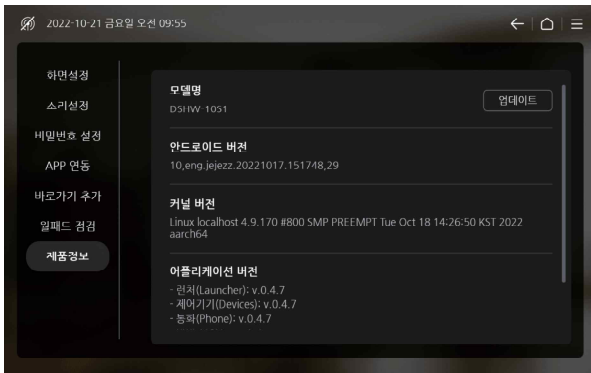 2022-10-21 금요일 오전 09:55
화면설정
소리설정
비밀번호 설정
APP 연동
바로가기 추가
월패드 점검
제품정보
모델명
DSHW-1051
업데이트
안드로이드 버전
10,eng.jejezz.20221017.151748,29
커널 버전
Linux localhost 4.9.170 #800 SMP PREEMPT Tue Oct 18 14:26:50 KST 2022
aarch64
어플리케이션 버전
- 런처(Launcher): v.0.4.7
- 제어기기(Devices): v.0.4.7
- 통화(Phone): v.0.4.7